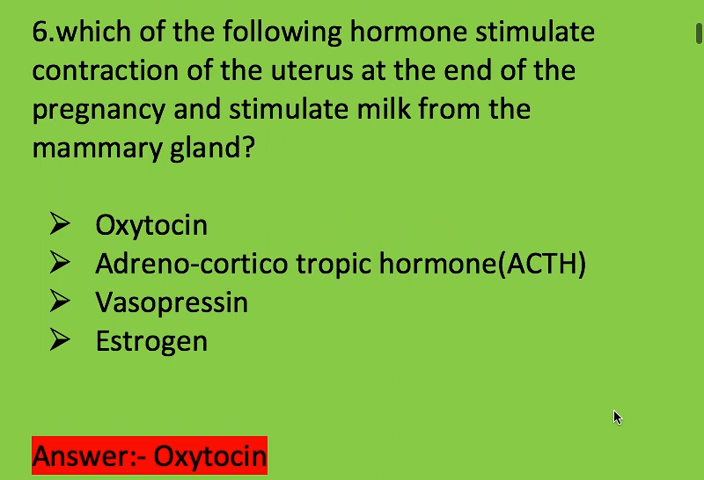 6.which of the following hormone stimulate
contraction of the uterus at the end of the
pregnancy and stimulate milk from the
mammary gland?
➢ Oxytocin
➢ Adreno-cortico tropic hormone(ACTH)
➢ Vasopressin
➢ Estrogen
Answer:- Oxytocin